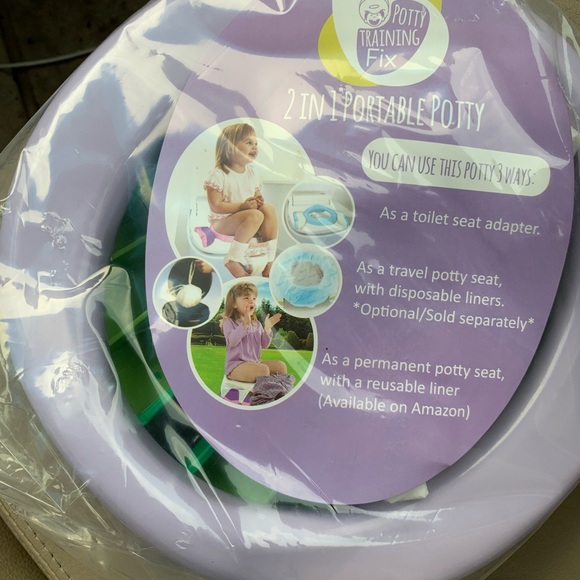 POTTY
TRAINING
Fix
2 IN 1 PORTABLE POTTY
YOU CAN USE THIS POTTY 3 WAYS:
As a toilet seat adapter.
As a travel potty seat,
with disposable liners.
*Optional/Sold separately*
As a permanent potty seat,
with a reusable liner
(Available on Amazon)